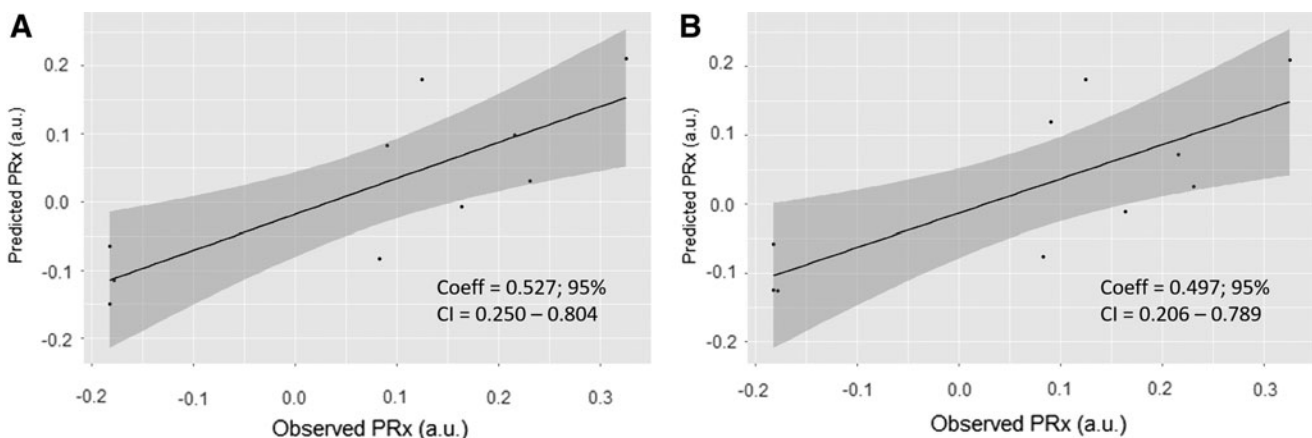 A
Predicted PRx (a.u.)
0.2
0.1
0.0
-0.1
-0.2
Coeff = 0.527; 95%
CI = 0.250 – 0.804
-0.2
-0.1
0.0
0.1
0.2
0.3
Observed PRx (a.u.)
B
Predicted PRx (a.u.)
0.2
0.1
0.0
-0.1
-0.2
Coeff = 0.497; 95%
CI = 0.206 – 0.789
-0.2
-0.1
0.0
0.1
0.2
0.3
Observed PRx (a.u.)